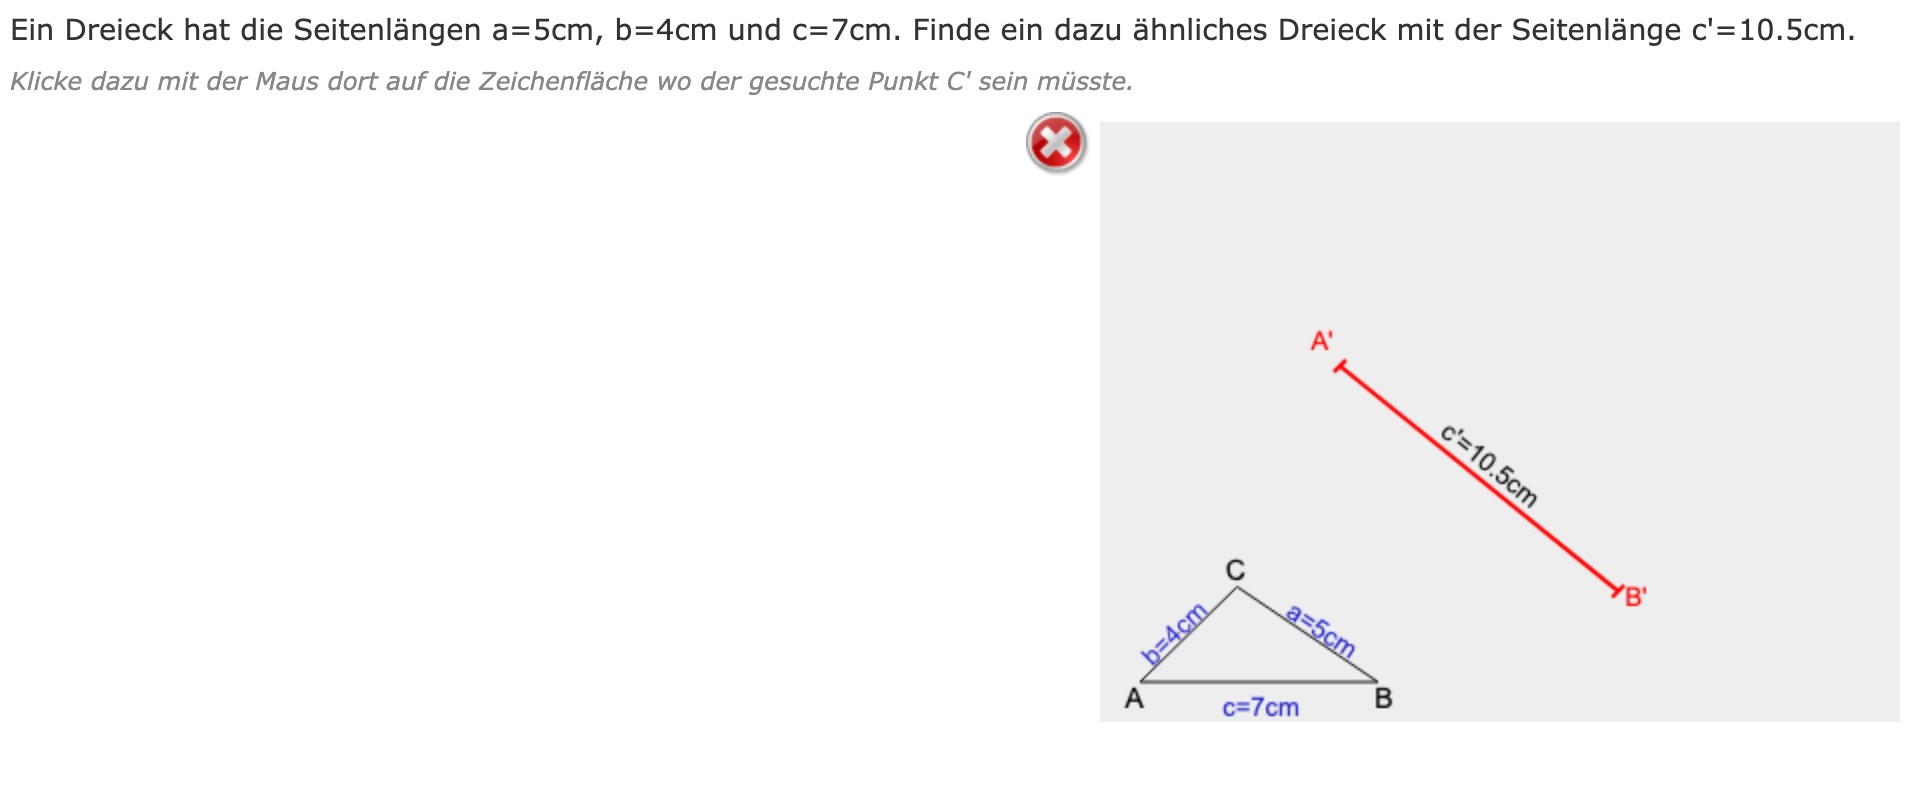 Ein Dreieck hat die Seitenlängen a=5cm, b=4cm und c=7cm. Finde ein dazu ähnliches Dreieck mit der Seitenlänge c'=10.5cm.
Klicke dazu mit der Maus dort auf die Zeichenfläche wo der gesuchte Punkt C' sein müsste.
A'
c'=10.5cm
B'
C
b=4cm
a=5cm
A
B
c=7cm